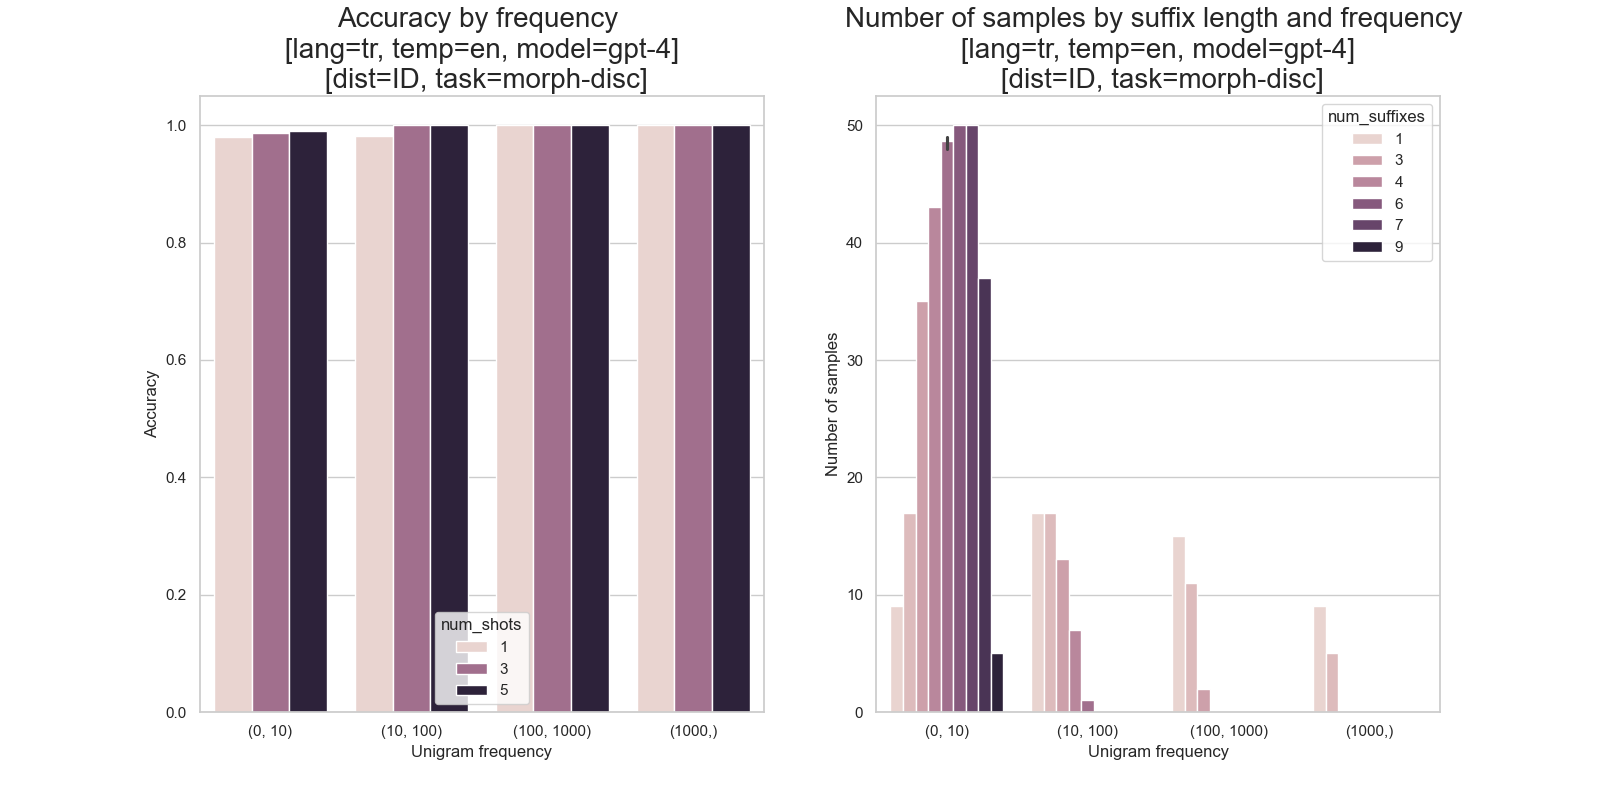 Accuracy by frequency
[lang=tr, temp=en, model=gpt-4]
[dist=ID, task=morph-disc]
1.0
0.8
0.6
0.4
0.2
0.0
Accuracy
num_shots
1
3
5
(0, 10)
(10, 100)
(100, 1000)
(1000,)
Unigram frequency
Number of samples by suffix length and frequency
[lang=tr, temp=en, model=gpt-4]
[dist=ID, task=morph-disc]
50
40
30
20
10
0
Number of samples
num_suffixes
1
3
4
6
7
9
(0, 10)
(10, 100)
(100, 1000)
(1000,)
Unigram frequency